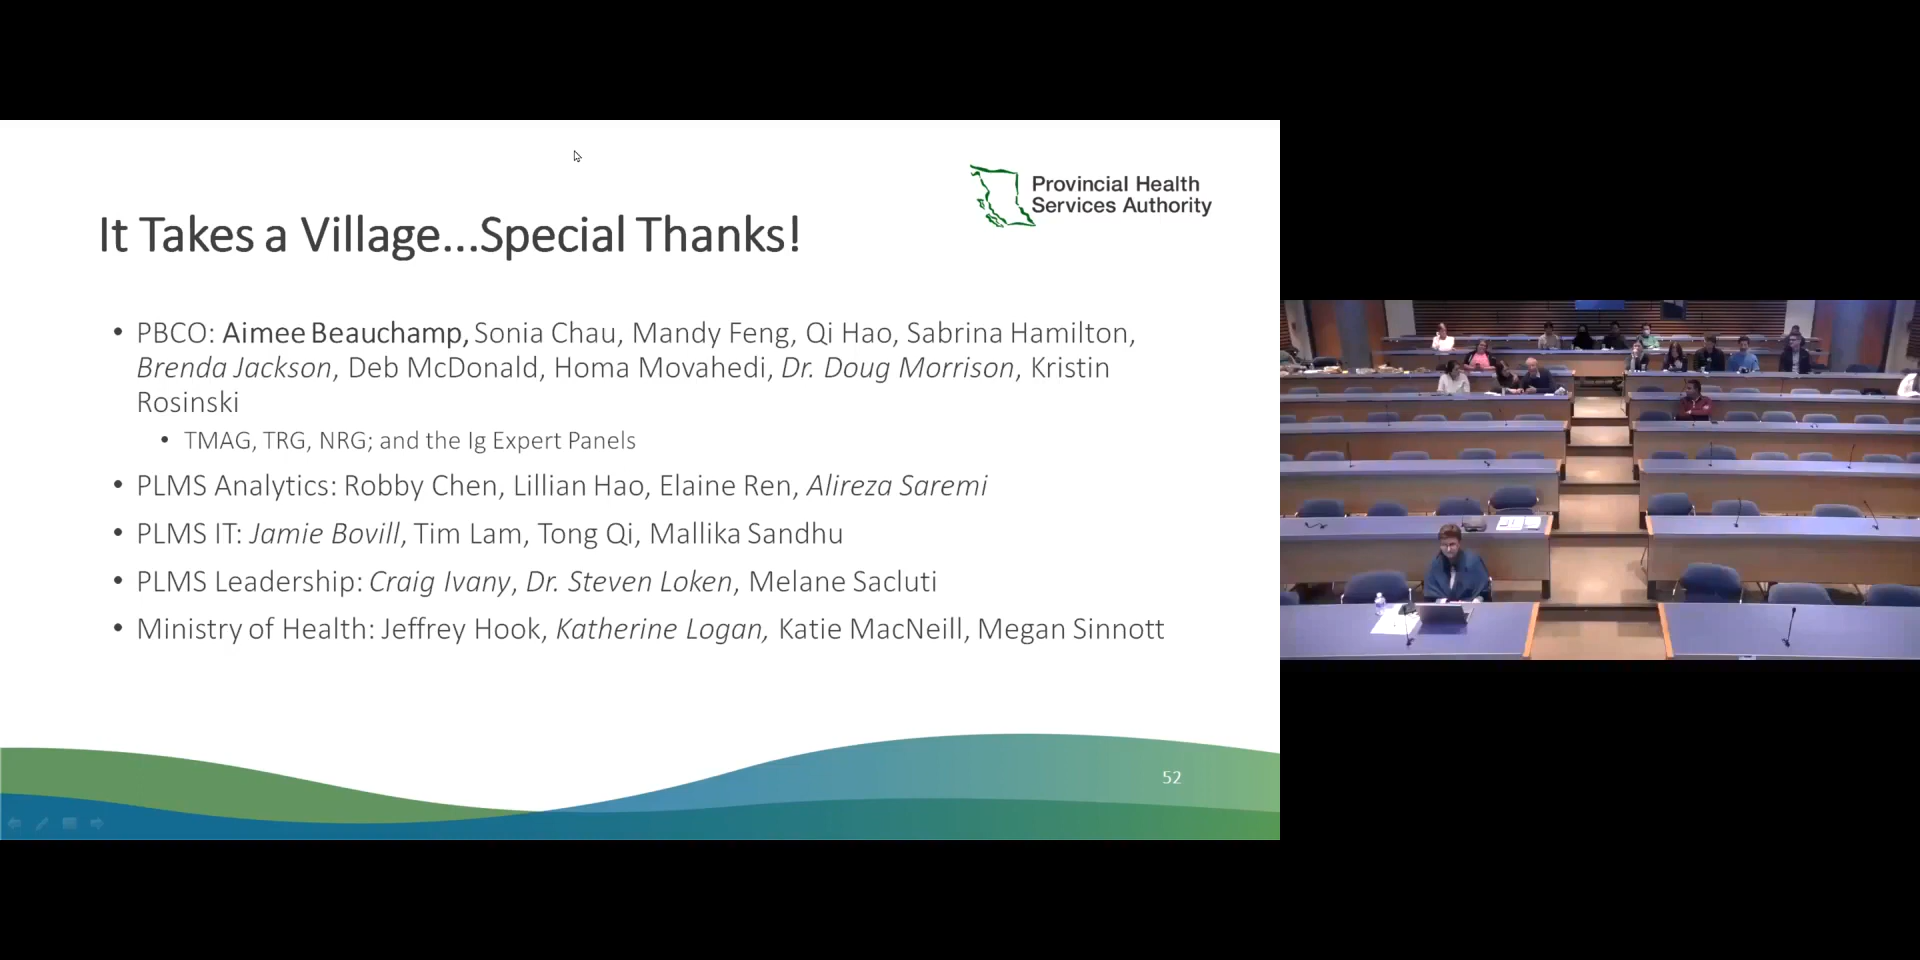 Provincial Health
Services Authority
It Takes a Village...Special Thanks!
• PBCO: Aimee Beauchamp, Sonia Chau, Mandy Feng, Qi Hao, Sabrina Hamilton,
Brenda Jackson, Deb McDonald, Homa Movahedi, Dr. Doug Morrison, Kristin
Rosinski
• TMAG, TRG, NRG; and the Ig Expert Panels
• PLMS Analytics: Robby Chen, Lillian Hao, Elaine Ren, Alireza Saremi
• PLMS IT: Jamie Bovill, Tim Lam, Tong Qi, Mallika Sandhu
• PLMS Leadership: Craig Ivany, Dr. Steven Loken, Melane Sacluti
• Ministry of Health: Jeffrey Hook, Katherine Logan, Katie MacNeill, Megan Sinnott
52